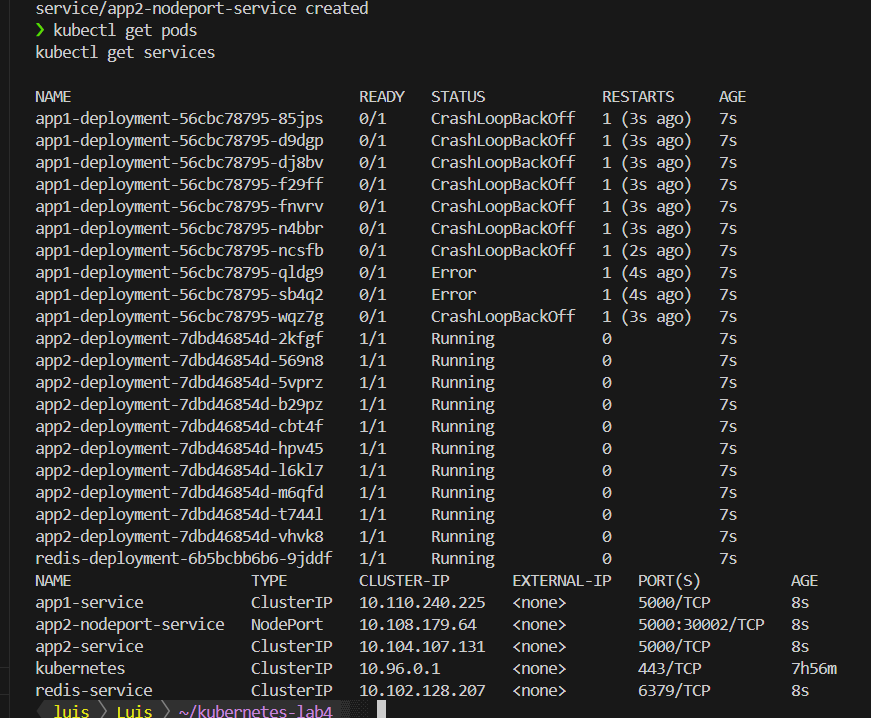 service/app2-nodeport-service created
❯ kubectl get pods
kubectl get services
NAME READY STATUS RESTARTS AGE
app1-deployment-56cbc78795-85jps 0/1 CrashLoopBackOff 1 (3s ago) 7s
app1-deployment-56cbc78795-d9dgp 0/1 CrashLoopBackOff 1 (3s ago) 7s
app1-deployment-56cbc78795-dj8bv 0/1 CrashLoopBackOff 1 (3s ago) 7s
app1-deployment-56cbc78795-f29ff 0/1 CrashLoopBackOff 1 (3s ago) 7s
app1-deployment-56cbc78795-fnvrv 0/1 CrashLoopBackOff 1 (3s ago) 7s
app1-deployment-56cbc78795-n4bbr 0/1 CrashLoopBackOff 1 (3s ago) 7s
app1-deployment-56cbc78795-ncsfb 0/1 CrashLoopBackOff 1 (2s ago) 7s
app1-deployment-56cbc78795-qldg9 0/1 Error 1 (4s ago) 7s
app1-deployment-56cbc78795-sb4q2 0/1 Error 1 (4s ago) 7s
app1-deployment-56cbc78795-wqz7g 0/1 CrashLoopBackOff 1 (3s ago) 7s
app2-deployment-7dbd46854d-2kfgf 1/1 Running 0 7s
app2-deployment-7dbd46854d-569n8 1/1 Running 0 7s
app2-deployment-7dbd46854d-5vprz 1/1 Running 0 7s
app2-deployment-7dbd46854d-b29pz 1/1 Running 0 7s
app2-deployment-7dbd46854d-cbt4f 1/1 Running 0 7s
app2-deployment-7dbd46854d-hpv45 1/1 Running 0 7s
app2-deployment-7dbd46854d-l6kl7 1/1 Running 0 7s
app2-deployment-7dbd46854d-m6qfd 1/1 Running 0 7s
app2-deployment-7dbd46854d-t744l 1/1 Running 0 7s
app2-deployment-7dbd46854d-vhvk8 1/1 Running 0 7s
redis-deployment-6b5bcbb6b6-9jddf 1/1 Running 0 7s
NAME TYPE CLUSTER-IP EXTERNAL-IP PORT(S) AGE
app1-service ClusterIP 10.110.240.225 <none> 5000/TCP 8s
app2-nodeport-service NodePort 10.108.179.64 <none> 5000:30002/TCP 8s
app2-service ClusterIP 10.104.107.131 <none> 5000/TCP 8s
kubernetes ClusterIP 10.96.0.1 <none> 443/TCP 7h56m
redis-service ClusterIP 10.102.128.207 <none> 6379/TCP 8s
luis Luis ~/kubernetes-lab4